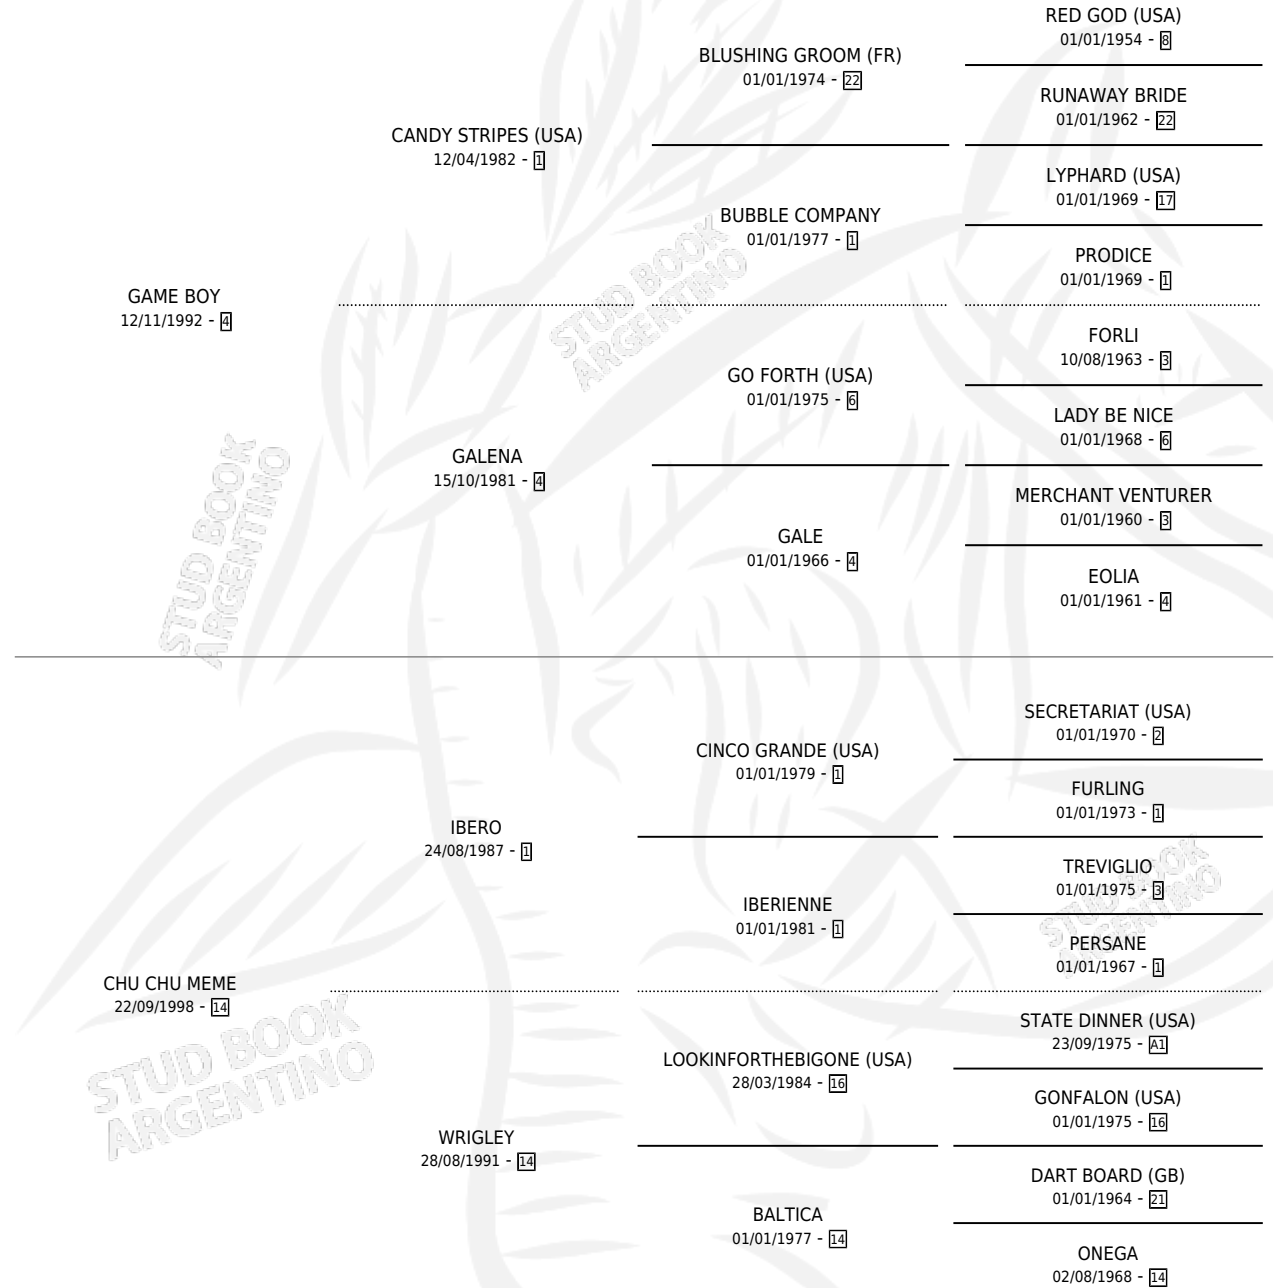 RED GOD (USA)
01/01/1954 - 8
BLUSHING GROOM (FR)
01/01/1974 - 22
RUNAWAY BRIDE
01/01/1962 - 22
CANDY STRIPES (USA)
12/04/1982 - 1
LYPHARD (USA)
01/01/1969 - 17
BUBBLE COMPANY
01/01/1977 - 1
PRODICE
01/01/1969 - 1
GAME BOY
12/11/1992 - 4
FORLI
10/08/1963 - 3
GO FORTH (USA)
01/01/1975 - 6
LADY BE NICE
01/01/1968 - 6
GALENA
15/10/1981 - 4
MERCHANT VENTURER
01/01/1960 - 3
GALE
01/01/1966 - 4
EOLIA
01/01/1961 - 4
SECRETARIAT (USA)
01/01/1970 - 2
CINCO GRANDE (USA)
01/01/1979 - 1
FURLING
01/01/1973 - 1
IBERO
24/08/1987 - 1
TREVIGLIO
01/01/1975 - 3
IBERIENNE
01/01/1981 - 1
PERSANE
01/01/1967 - 1
CHU CHU MEME
22/09/1998 - 14
STATE DINNER (USA)
23/09/1975 - A1
LOOKINFORTHEBIGONE (USA)
28/03/1984 - 16
GONFALON (USA)
01/01/1975 - 16
WRIGLEY
28/08/1991 - 14
DART BOARD (GB)
01/01/1964 - 21
BALTICA
01/01/1977 - 14
ONEGA
02/08/1968 - 14
STUD BOOK
ARGENTINO
STUD BOOK
ARGENTINO
STUD BOOK
ARGENTINO
STUD BOOK
ARGENTINO